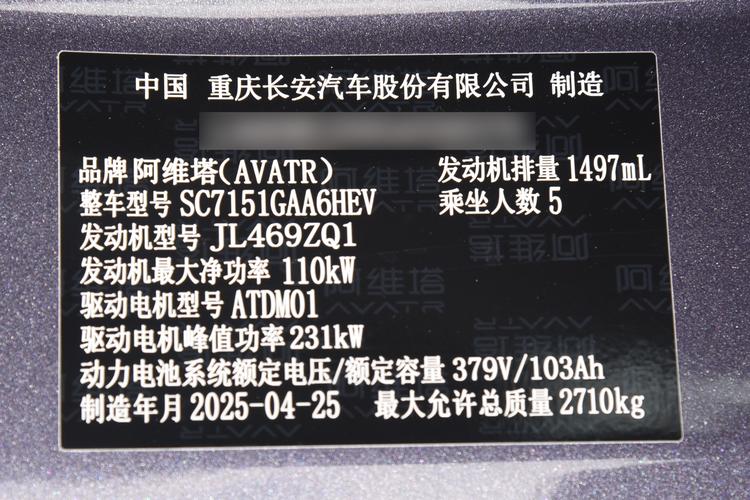 中国 重庆长安汽车股份有限公司 制造
品牌 阿维塔(AVATR) 发动机排量 1497mL
整车型号 SC7151GAA6HEV 乘坐人数 5
发动机型号 JL469ZQ1
发动机最大净功率 110kW
驱动电机型号 ATDM01
驱动电机峰值功率 231kW
动力电池系统额定电压/额定容量 379V/103Ah
制造年月 2025-04-25 最大允许总质量 2710kg